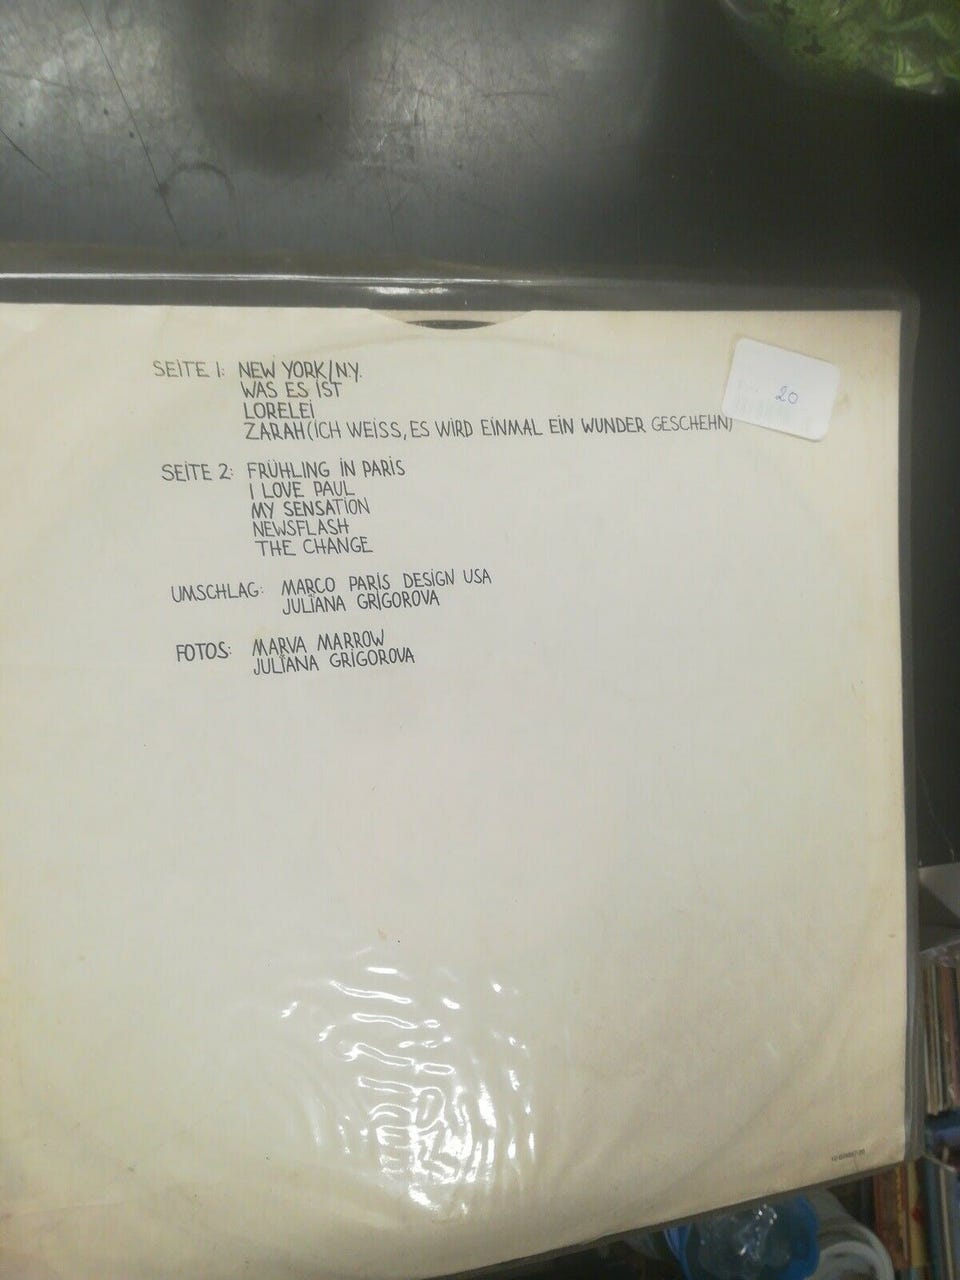 SEITE 1: NEW YORK/N.Y.
WAS ES IST
LORELEI
ZARAH (ICH WEISS, ES WIRD EINMAL EIN WUNDER GESCHEHN)
SEITE 2: FRÜHLING IN PARIS
I LOVE PAUL
MY SENSATION
NEWSFLASH
THE CHANGE
UMSCHLAG: MARCO PARIS DESIGN USA
JULIANA GRIGOROVA
FOTOS: MARVA MARROW
JULIANA GRIGOROVA
20